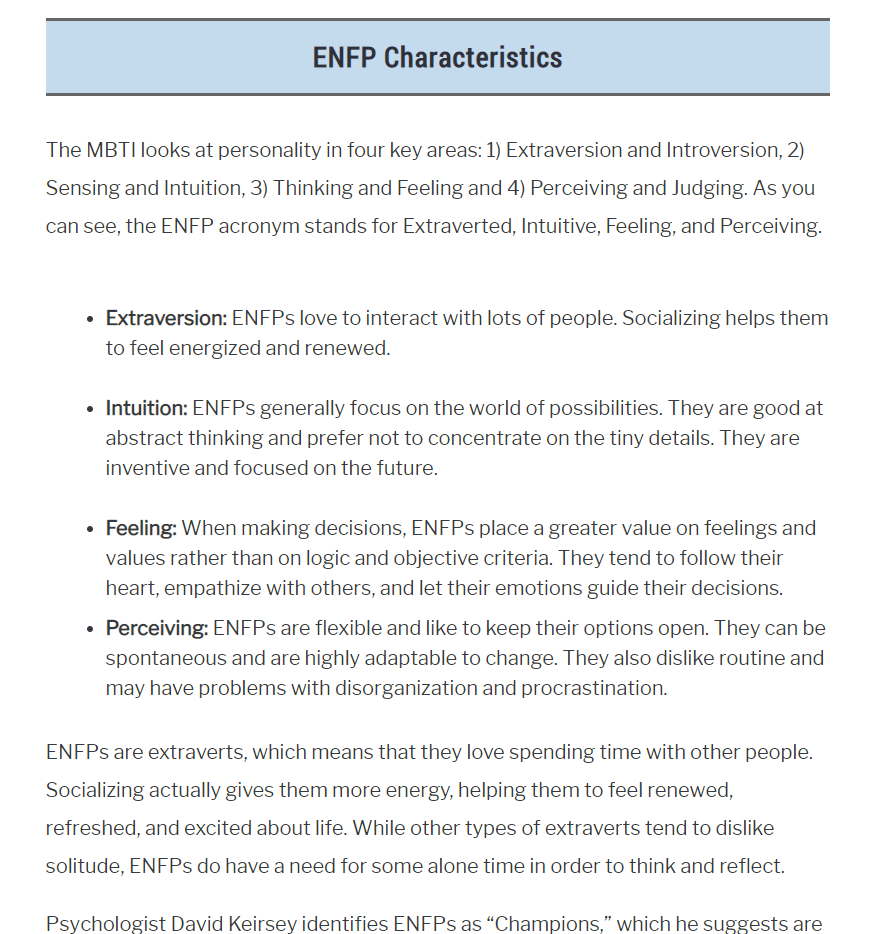 ENFP Characteristics
The MBTI looks at personality in four key areas: 1) Extraversion and Introversion, 2)
Sensing and Intuition, 3) Thinking and Feeling and 4) Perceiving and Judging. As you
can see, the ENFP acronym stands for Extraverted, Intuitive, Feeling, and Perceiving.
• Extraversion: ENFPs love to interact with lots of people. Socializing helps them
to feel energized and renewed.
• Intuition: ENFPs generally focus on the world of possibilities. They are good at
abstract thinking and prefer not to concentrate on the tiny details. They are
inventive and focused on the future.
• Feeling: When making decisions, ENFPs place a greater value on feelings and
values rather than on logic and objective criteria. They tend to follow their
heart, empathize with others, and let their emotions guide their decisions.
• Perceiving: ENFPs are flexible and like to keep their options open. They can be
spontaneous and are highly adaptable to change. They also dislike routine and
may have problems with disorganization and procrastination.
ENFPs are extraverts, which means that they love spending time with other people.
Socializing actually gives them more energy, helping them to feel renewed,
refreshed, and excited about life. While other types of extraverts tend to dislike
solitude, ENFPs do have a need for some alone time in order to think and reflect.
Psychologist David Keirsey identifies ENFPs as “Champions,” which he suggests are